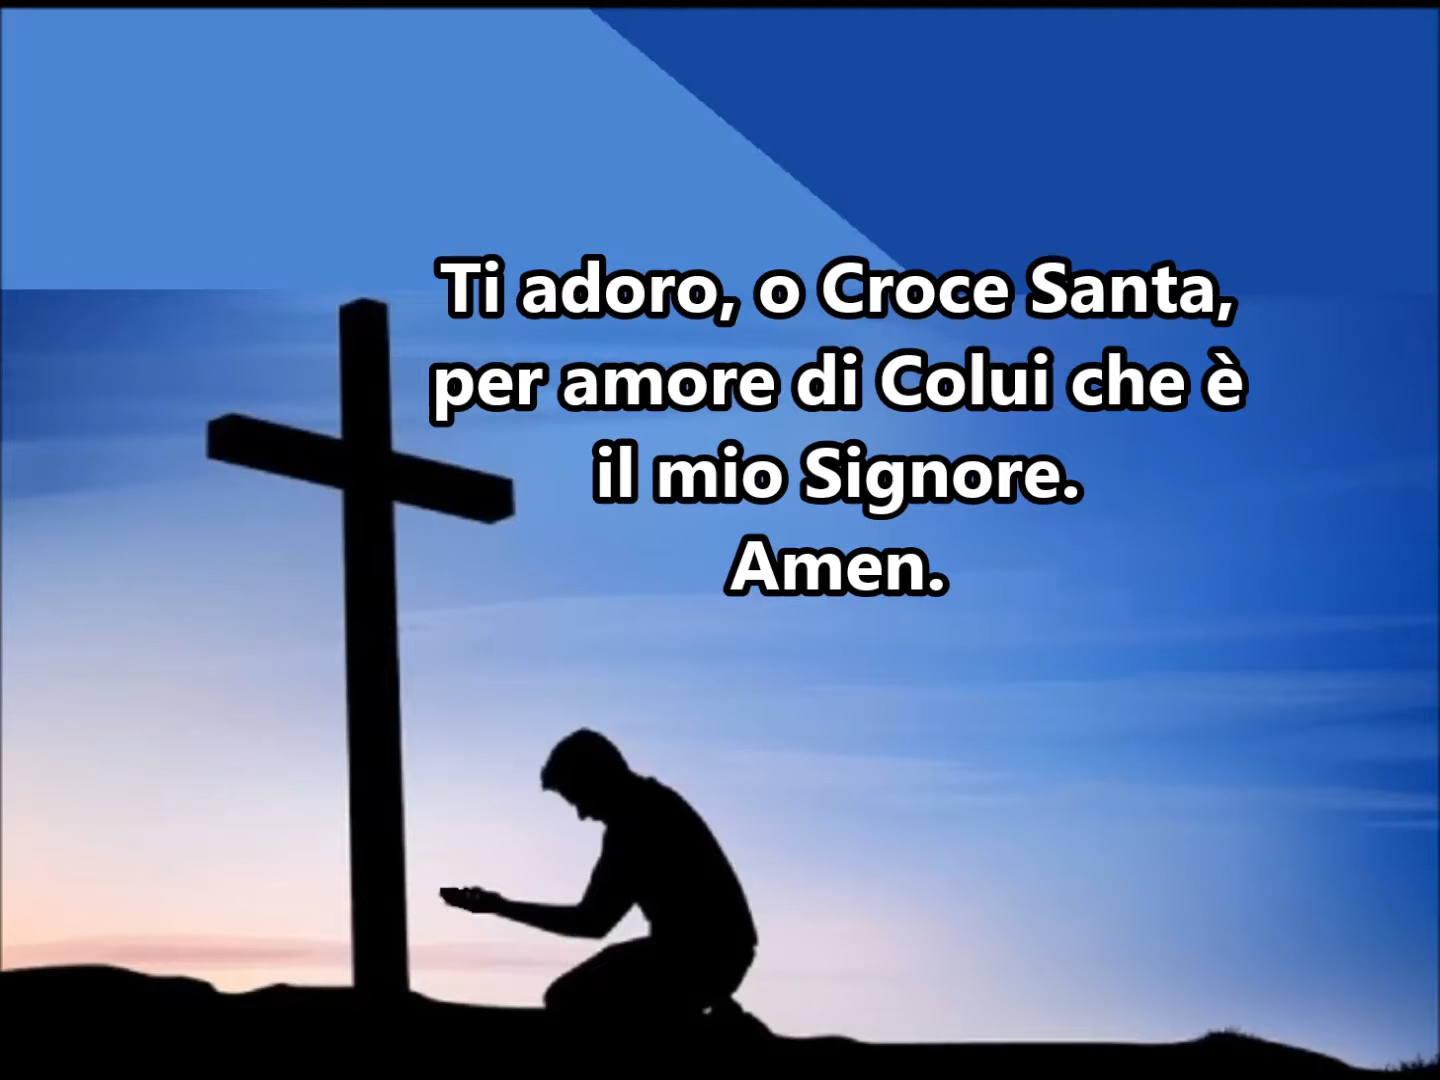 Ti adoro, o Croce Santa,
per amore di Colui che è
il mio Signore.
Amen.